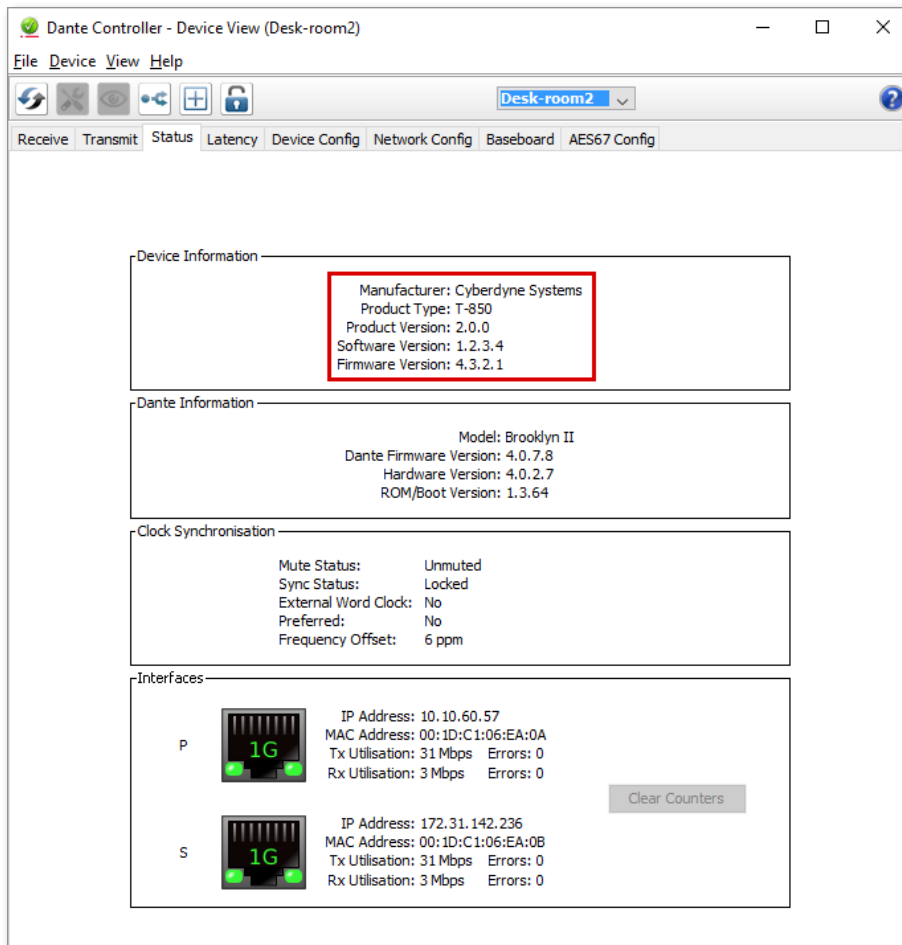 Dante Controller - Device View (Desk-room2)
File Device View Help
Desk-room2
?
Receive Transmit Status Latency Device Config Network Config Baseboard AES67 Config
Device Information
Manufacturer: Cyberdyne Systems
Product Type: T-850
Product Version: 2.0.0
Software Version: 1.2.3.4
Firmware Version: 4.3.2.1
Dante Information
Model: Brooklyn II
Dante Firmware Version: 4.0.7.8
Hardware Version: 4.0.2.7
ROM/Boot Version: 1.3.64
Clock Synchronisation
Mute Status: Unmuted
Sync Status: Locked
External Word Clock: No
Preferred: No
Frequency Offset: 6 ppm
Interfaces
P
1G
IP Address: 10.10.60.57
MAC Address: 00:1D:C1:06:EA:0A
Tx Utilisation: 31 Mbps Errors: 0
Rx Utilisation: 3 Mbps Errors: 0
Clear Counters
S
1G
IP Address: 172.31.142.236
MAC Address: 00:1D:C1:06:EA:0B
Tx Utilisation: 31 Mbps Errors: 0
Rx Utilisation: 3 Mbps Errors: 0